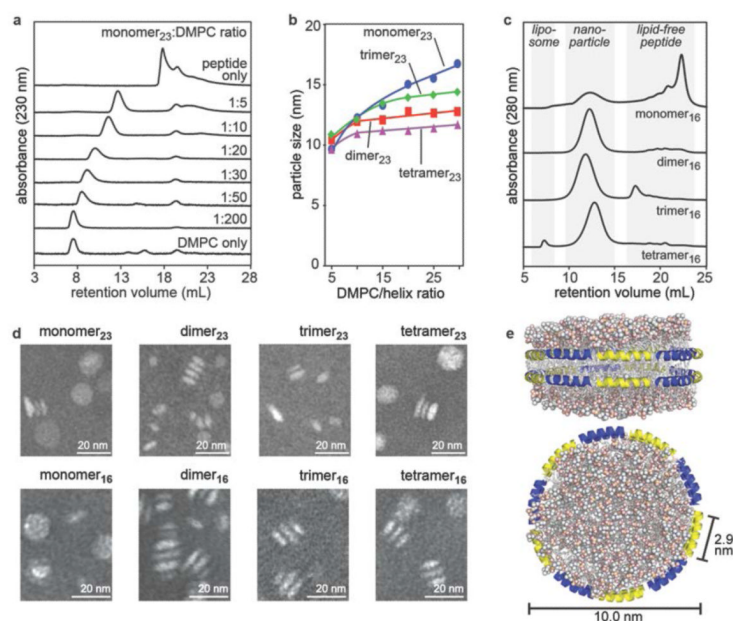 a
monomer23:DMPC ratio
absorbance (230 nm)
peptide
only
1:5
1:10
1:20
1:30
1:50
1:200
DMPC only
3 8 13 18 23 28
retention volume (mL)
b
particle size (nm)
20
15
10
5
0
monomer23
trimer23
dimer23
tetramer23
5 10 15 20 25 30
DMPC/helix ratio
c
absorbance (280 nm)
lipo-
some
nano-
particle
lipid-free
peptide
monomer16
dimer16
trimer16
tetramer16
5 10 15 20 25
retention volume (mL)
d
monomer23 dimer23 trimer23 tetramer23
20 nm 20 nm 20 nm 20 nm
monomer16 dimer16 trimer16 tetramer16
20 nm 20 nm 20 nm 20 nm
e
2.9
nm
10.0 nm